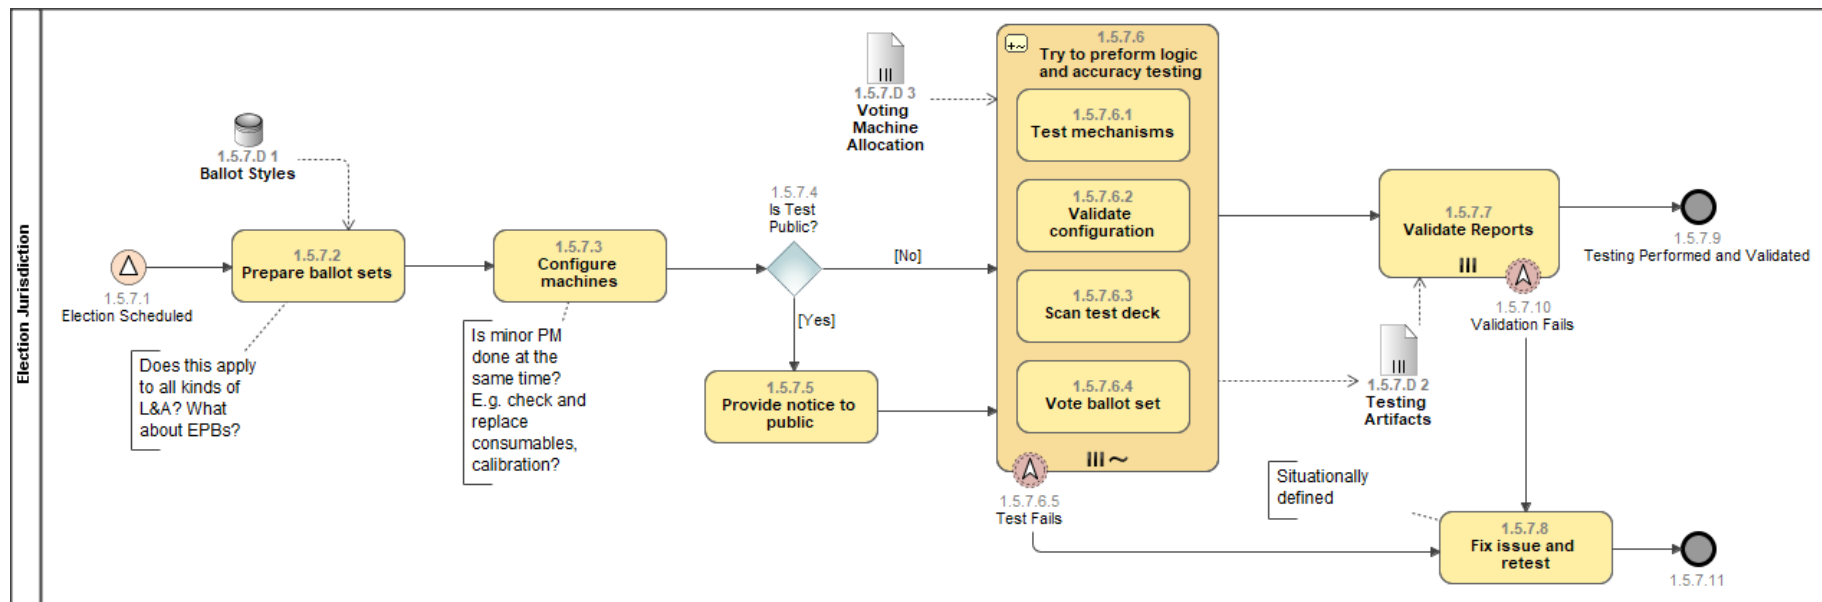 Election Jurisdiction
1.5.7.1
Election Scheduled
1.5.7.D 1
Ballot Styles
1.5.7.2
Prepare ballot sets
Does this apply
to all kinds of
L&A? What
about EPBs?
1.5.7.3
Configure
machines
Is minor PM
done at the
same time?
E.g. check and
replace
consumables,
calibration?
1.5.7.4
Is Test
Public?
[No]
[Yes]
1.5.7.5
Provide notice to
public
1.5.7.D 3
Voting
Machine
Allocation
1.5.7.6
Try to preform logic
and accuracy testing
1.5.7.6.1
Test mechanisms
1.5.7.6.2
Validate
configuration
1.5.7.6.3
Scan test deck
1.5.7.6.4
Vote ballot set
1.5.7.6.5
Test Fails
1.5.7.D 2
Testing
Artifacts
1.5.7.7
Validate Reports
1.5.7.10
Validation Fails
1.5.7.9
Testing Performed and Validated
Situationally
defined
1.5.7.8
Fix issue and
retest
1.5.7.11